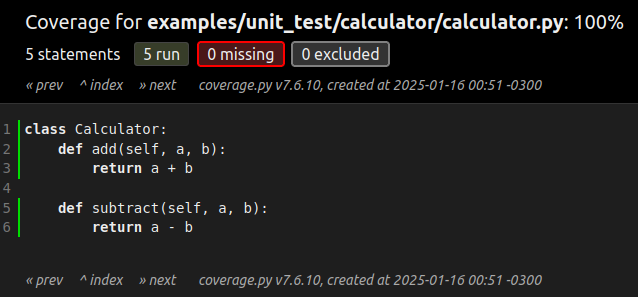 Coverage for examples/unit_test/calculator/calculator.py: 100%
5 statements 5 run 0 missing 0 excluded
« prev ^ index » next coverage.py v7.6.10, created at 2025-01-16 00:51 -0300
1 class Calculator:
2     def add(self, a, b):
3         return a + b
4
5     def subtract(self, a, b):
6         return a - b
« prev ^ index » next coverage.py v7.6.10, created at 2025-01-16 00:51 -0300